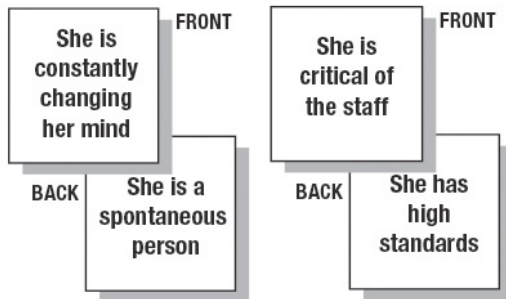 She is
constantly
changing
her mind
FRONT
BACK
She is a
spontaneous
person
She is
critical of
the staff
FRONT
BACK
She has
high
standards